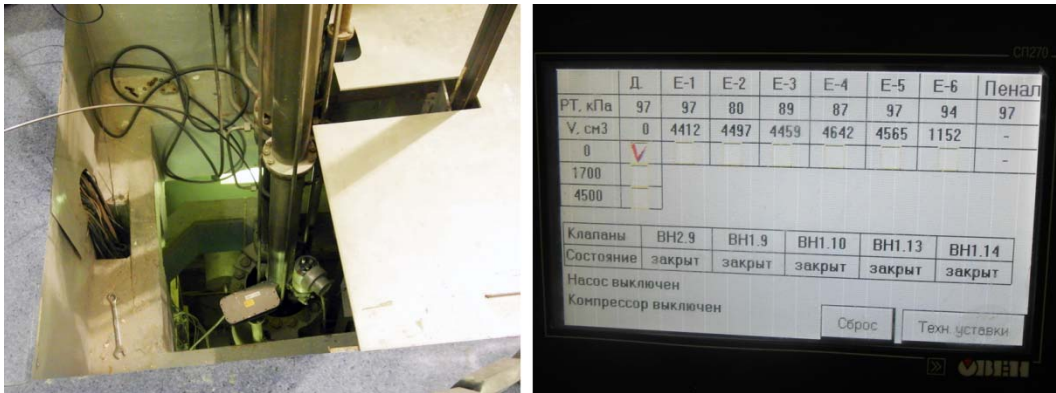 СП270
Д. Е-1 Е-2 Е-3 Е-4 Е-5 Е-6 Пенал
РТ, кПа 97 97 80 89 87 97 94 97
V, см3 0 4412 4497 4459 4642 4565 1152 -
0 V -
1700
4500
Клапаны ВН2.9 ВН1.9 ВН1.10 ВН1.13 ВН1.14
Состояние закрыт закрыт закрыт закрыт закрыт
Насос выключен
Компрессор выключен
Сброс Техн. уставки
ОВЕН